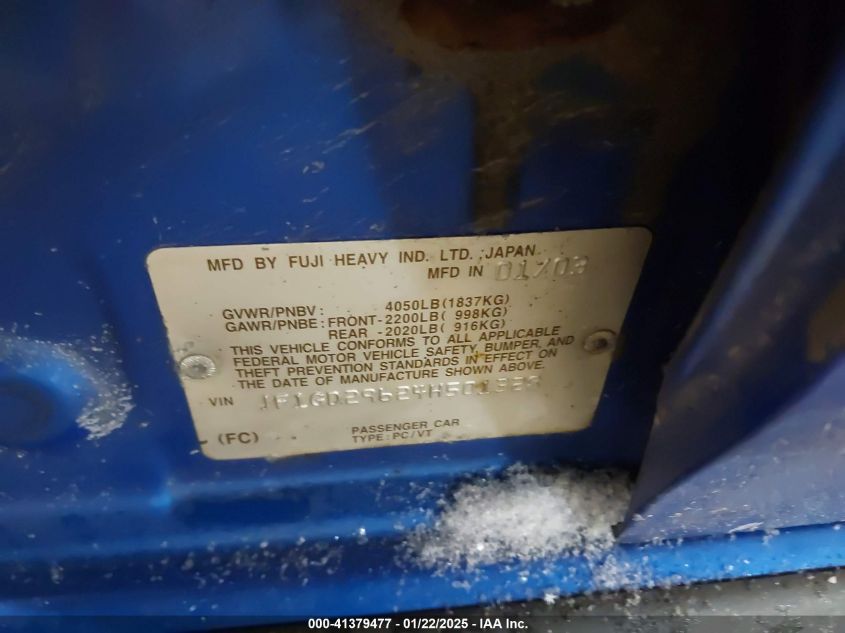 MFD BY FUJI HEAVY IND. LTD. JAPAN
MFD IN 01/03
GVWR/PNBV : 4050LB(1837KG)
GAWR/PNBE : FRONT-2200LB( 998KG)
REAR -2020LB( 916KG)
THIS VEHICLE CONFORMS TO ALL APPLICABLE
FEDERAL MOTOR VEHICLE SAFETY, BUMPER, AND
THEFT PREVENTION STANDARDS IN EFFECT ON
THE DATE OF MANUFACTURE SHOWN ABOVE.
VIN
(FC) PASSENGER CAR
TYPE : PC/VT
000-41379477 - 01/22/2025 - IAA Inc.